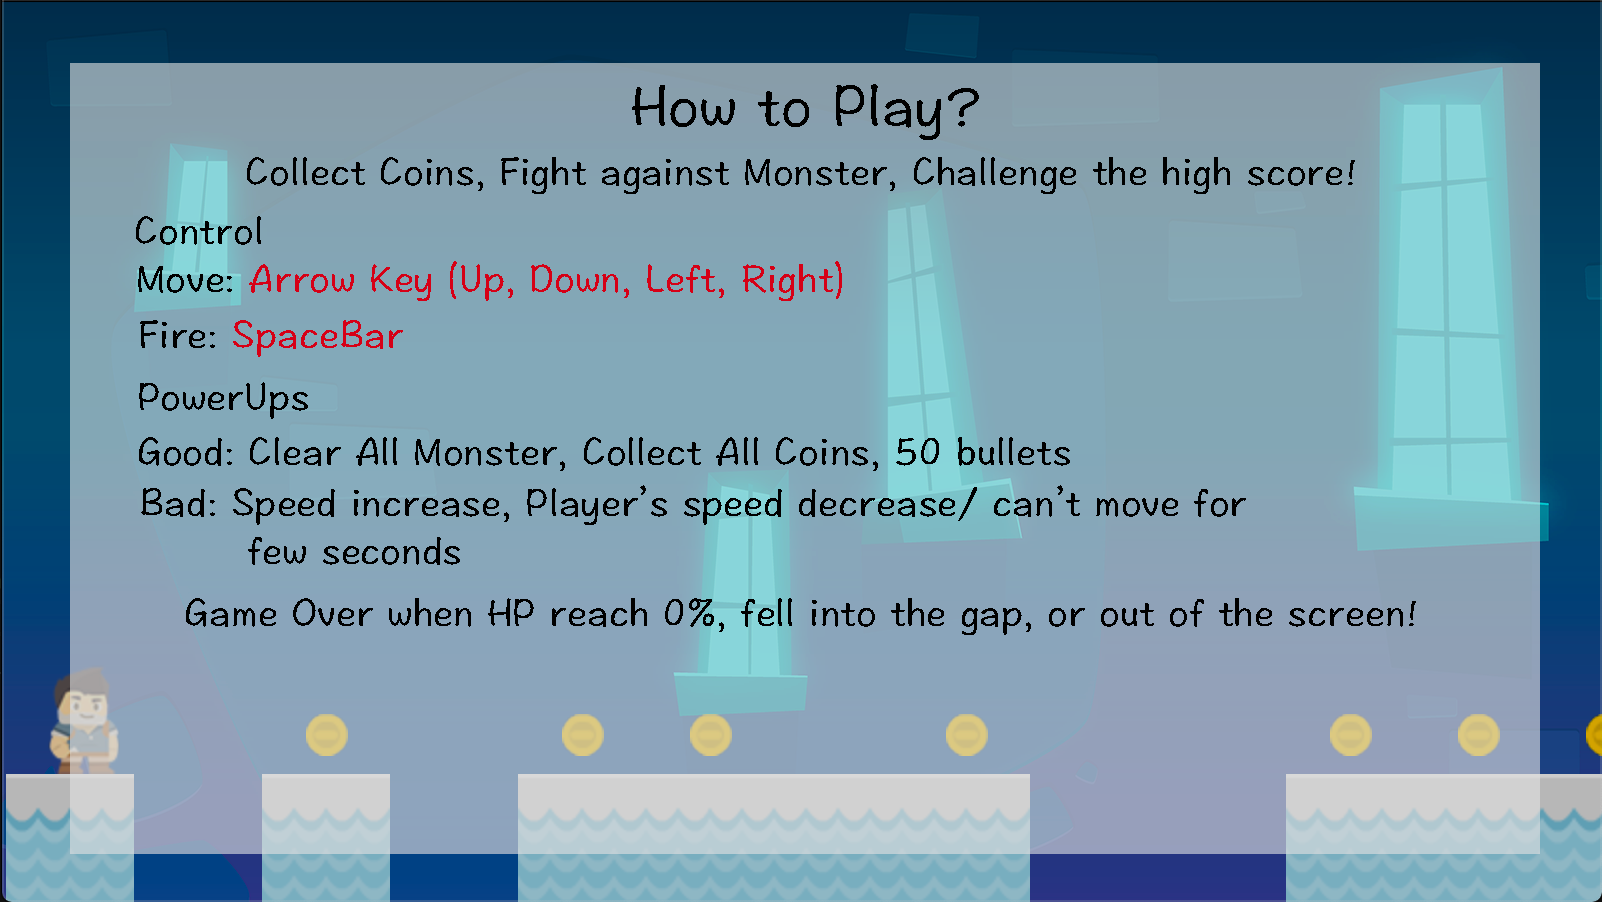 How to Play?
Collect Coins, Fight against Monster, Challenge the high score!
Control
Move: Arrow Key (Up, Down, Left, Right)
Fire: SpaceBar
PowerUps
Good: Clear All Monster, Collect All Coins, 50 bullets
Bad: Speed increase, Player's speed decrease/ can't move for
few seconds
Game Over when HP reach 0%, fell into the gap, or out of the screen!